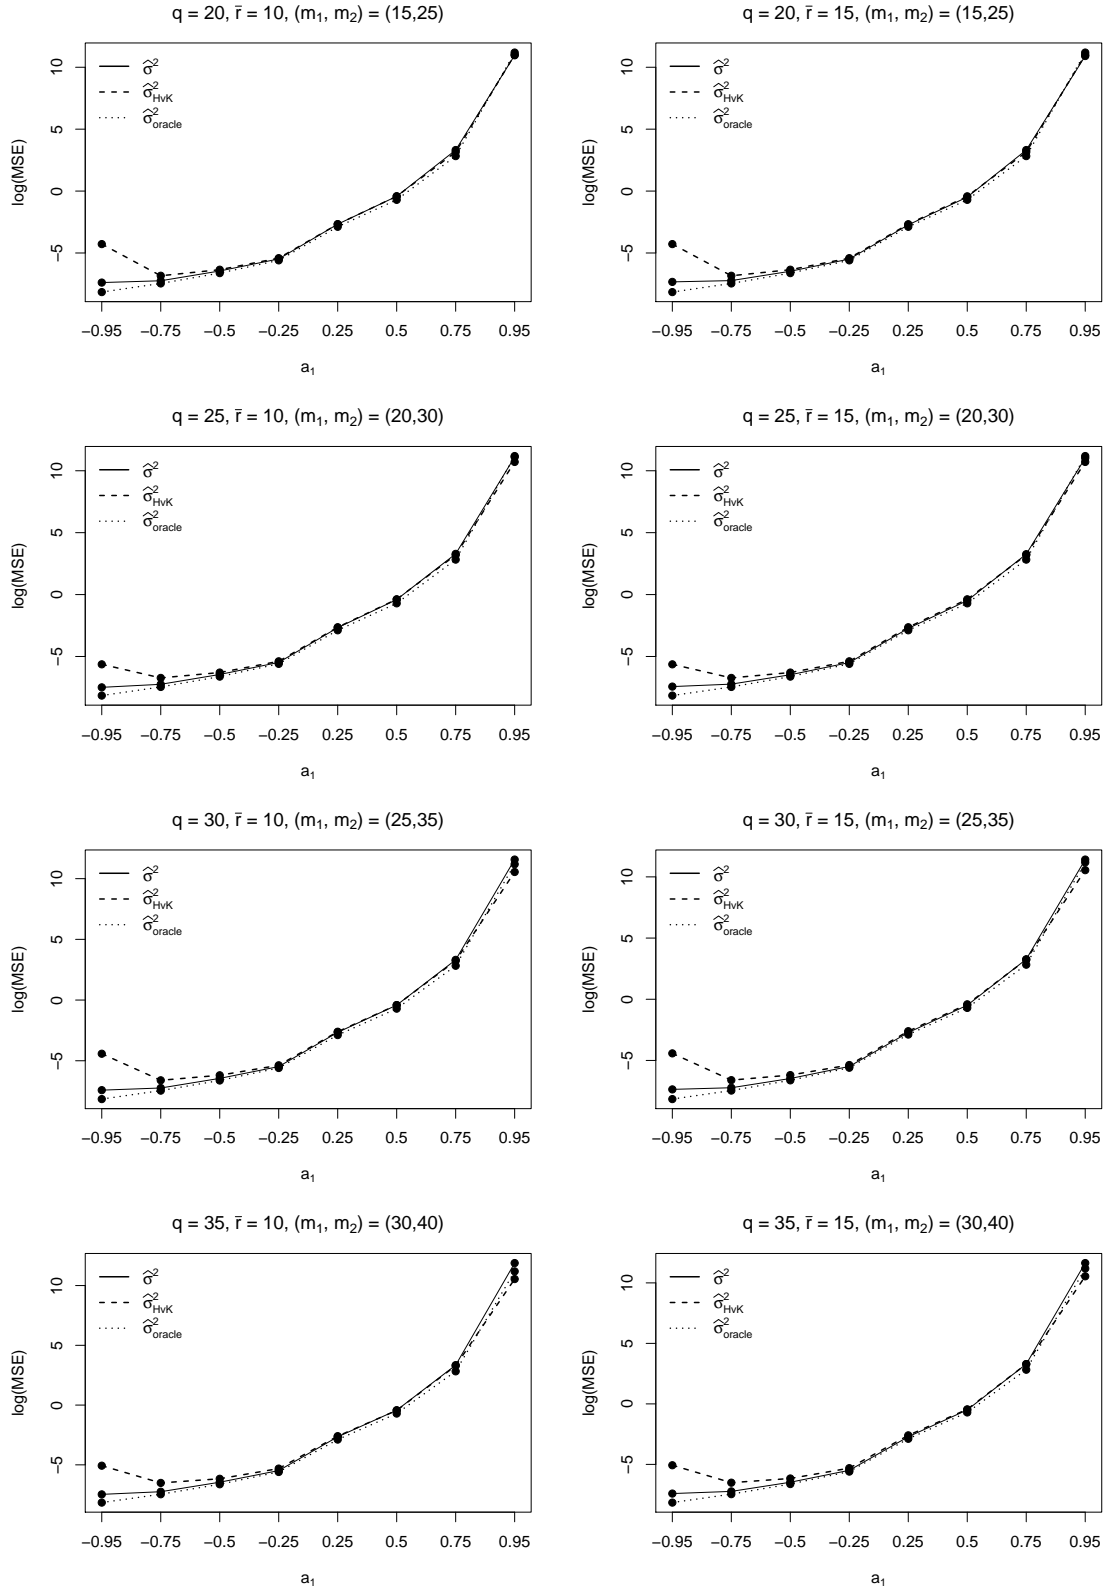 q = 20, r̄ = 10, (m₁, m₂) = (15,25)
log(MSE)
10
5
0
−5
σ̂²
σ̂²HvK
σ̂²oracle
−0.95 −0.75 −0.5 −0.25 0.25 0.5 0.75 0.95
a₁
q = 20, r̄ = 15, (m₁, m₂) = (15,25)
log(MSE)
10
5
0
−5
σ̂²
σ̂²HvK
σ̂²oracle
−0.95 −0.75 −0.5 −0.25 0.25 0.5 0.75 0.95
a₁
q = 25, r̄ = 10, (m₁, m₂) = (20,30)
log(MSE)
10
5
0
−5
σ̂²
σ̂²HvK
σ̂²oracle
−0.95 −0.75 −0.5 −0.25 0.25 0.5 0.75 0.95
a₁
q = 25, r̄ = 15, (m₁, m₂) = (20,30)
log(MSE)
10
5
0
−5
σ̂²
σ̂²HvK
σ̂²oracle
−0.95 −0.75 −0.5 −0.25 0.25 0.5 0.75 0.95
a₁
q = 30, r̄ = 10, (m₁, m₂) = (25,35)
log(MSE)
10
5
0
−5
σ̂²
σ̂²HvK
σ̂²oracle
−0.95 −0.75 −0.5 −0.25 0.25 0.5 0.75 0.95
a₁
q = 30, r̄ = 15, (m₁, m₂) = (25,35)
log(MSE)
10
5
0
−5
σ̂²
σ̂²HvK
σ̂²oracle
−0.95 −0.75 −0.5 −0.25 0.25 0.5 0.75 0.95
a₁
q = 35, r̄ = 10, (m₁, m₂) = (30,40)
log(MSE)
10
5
0
−5
σ̂²
σ̂²HvK
σ̂²oracle
−0.95 −0.75 −0.5 −0.25 0.25 0.5 0.75 0.95
a₁
q = 35, r̄ = 15, (m₁, m₂) = (30,40)
log(MSE)
10
5
0
−5
σ̂²
σ̂²HvK
σ̂²oracle
−0.95 −0.75 −0.5 −0.25 0.25 0.5 0.75 0.95
a₁